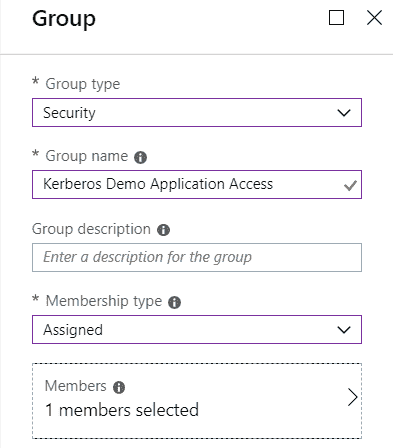 Group
* Group type
Security
* Group name
Kerberos Demo Application Access
Group description
Enter a description for the group
* Membership type
Assigned
Members
1 members selected